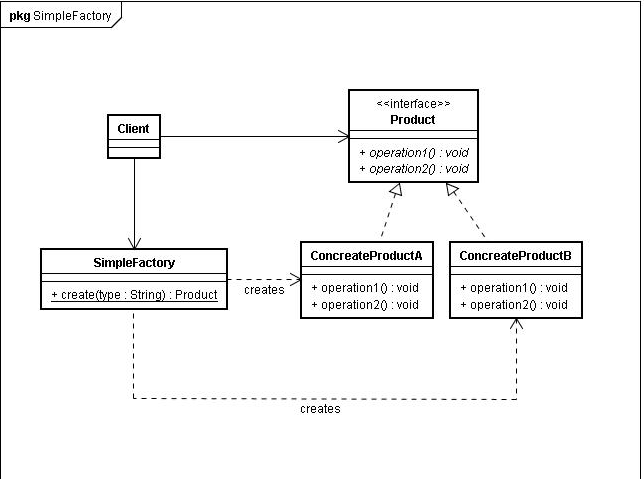 pkg SimpleFactory
<<interface>>
Product
+ operation1() : void
+ operation2() : void
Client
SimpleFactory
+ create(type : String) : Product
creates
ConcreateProductA
+ operation1() : void
+ operation2() : void
ConcreateProductB
+ operation1() : void
+ operation2() : void
creates